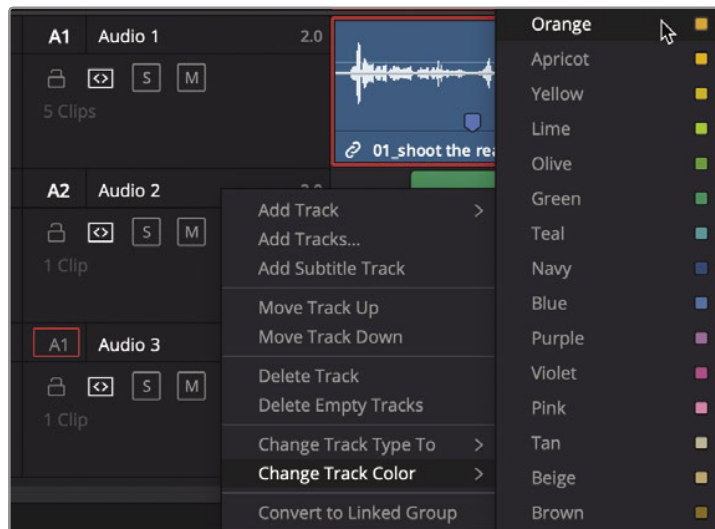 A1 Audio 1 2.0
S M
5 Clips
01_shoot the rea
A2 Audio 2 2.0
S M
1 Clip
A1 Audio 3
S M
1 Clip
Add Track
Add Tracks...
Add Subtitle Track
Move Track Up
Move Track Down
Delete Track
Delete Empty Tracks
Change Track Type To
Change Track Color
Convert to Linked Group
Orange
Apricot
Yellow
Lime
Olive
Green
Teal
Navy
Blue
Purple
Violet
Pink
Tan
Beige
Brown